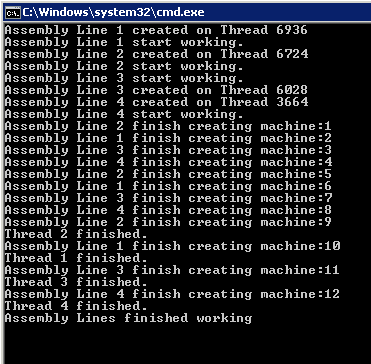 C:\Windows\system32\cmd.exe
Assembly Line 1 created on Thread 6936
Assembly Line 1 start working.
Assembly Line 2 created on Thread 6724
Assembly Line 2 start working.
Assembly Line 3 start working.
Assembly Line 3 created on Thread 6028
Assembly Line 4 created on Thread 3664
Assembly Line 4 start working.
Assembly Line 2 finish creating machine:1
Assembly Line 1 finish creating machine:2
Assembly Line 3 finish creating machine:3
Assembly Line 4 finish creating machine:4
Assembly Line 2 finish creating machine:5
Assembly Line 1 finish creating machine:6
Assembly Line 3 finish creating machine:7
Assembly Line 4 finish creating machine:8
Assembly Line 2 finish creating machine:9
Thread 2 finished.
Assembly Line 1 finish creating machine:10
Thread 1 finished.
Assembly Line 3 finish creating machine:11
Thread 3 finished.
Assembly Line 4 finish creating machine:12
Thread 4 finished.
Assembly Lines finished working